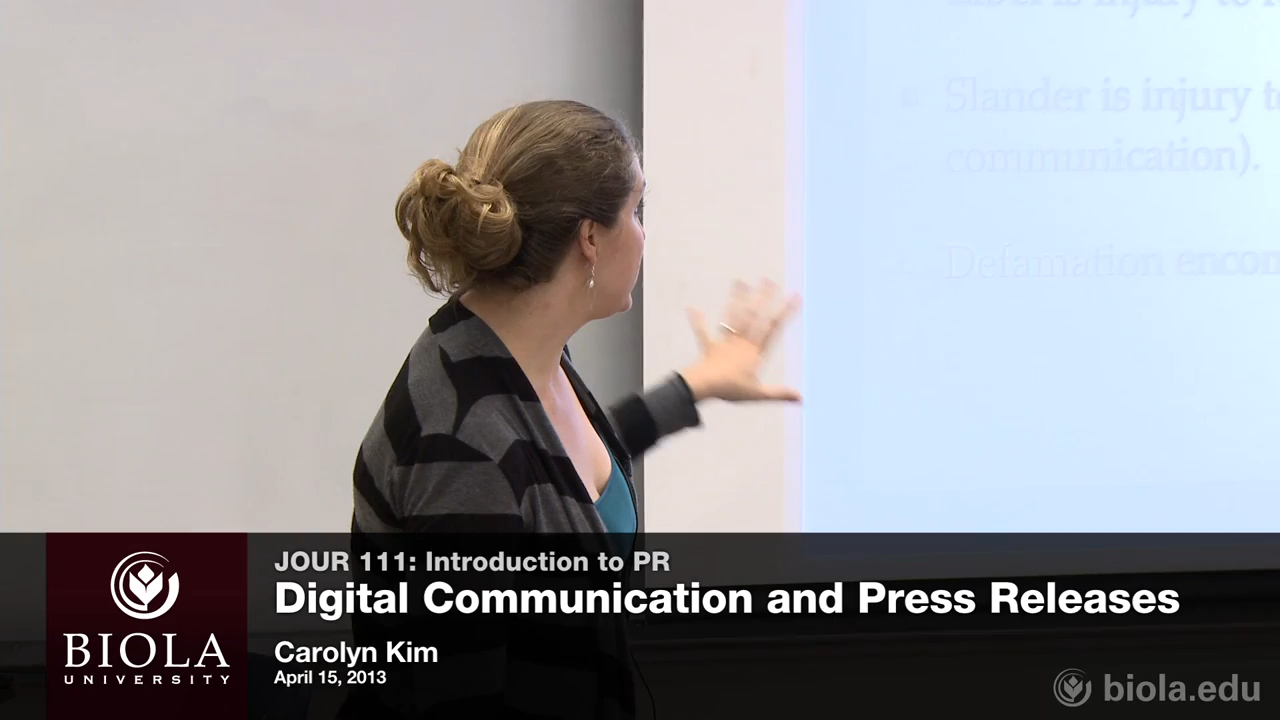 Slander is injury
communication).
Defamation
JOUR 111: Introduction to PR
Digital Communication and Press Releases
Carolyn Kim
April 15, 2013
BIOLA
UNIVERSITY
biola.edu